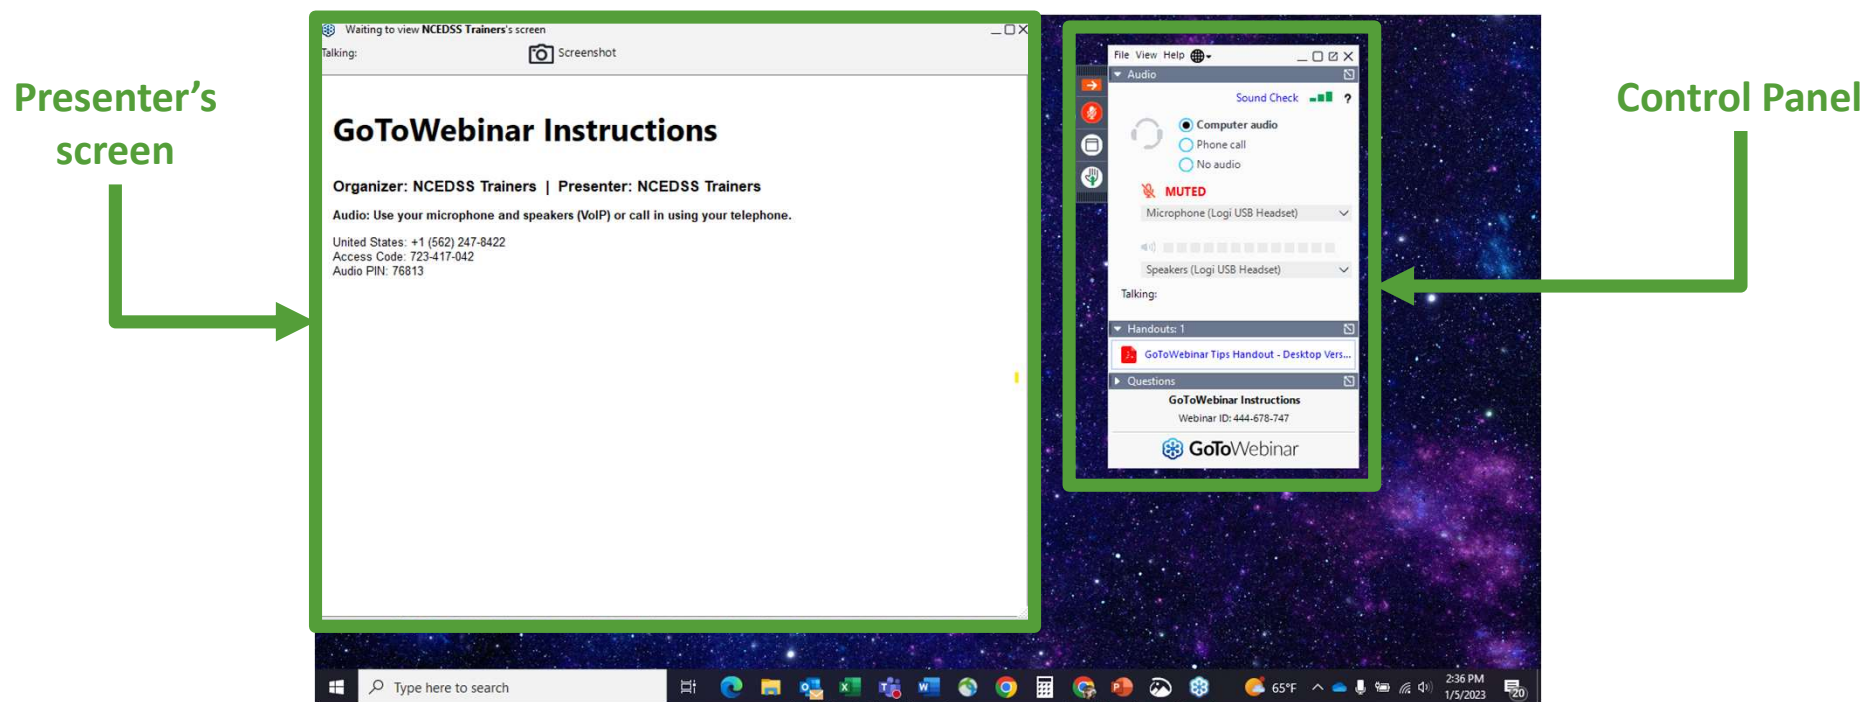 Presenter's
screen
Waiting to view NCEDSS Trainers's screen
Talking:
Screenshot
GoToWebinar Instructions
Organizer: NCEDSS Trainers | Presenter: NCEDSS Trainers
Audio: Use your microphone and speakers (VoIP) or call in using your telephone.
United States: +1 (562) 247-8422
Access Code: 723-417-042
Audio PIN: 76813
File View Help
Audio
Sound Check ?
Computer audio
Phone call
No audio
MUTED
Microphone (Logi USB Headset)
Speakers (Logi USB Headset)
Talking:
Handouts: 1
GoToWebinar Tips Handout - Desktop Vers...
Questions
GoToWebinar Instructions
Webinar ID: 444-678-747
GoToWebinar
Control Panel
Type here to search
65°F
2:36 PM
1/5/2023
20